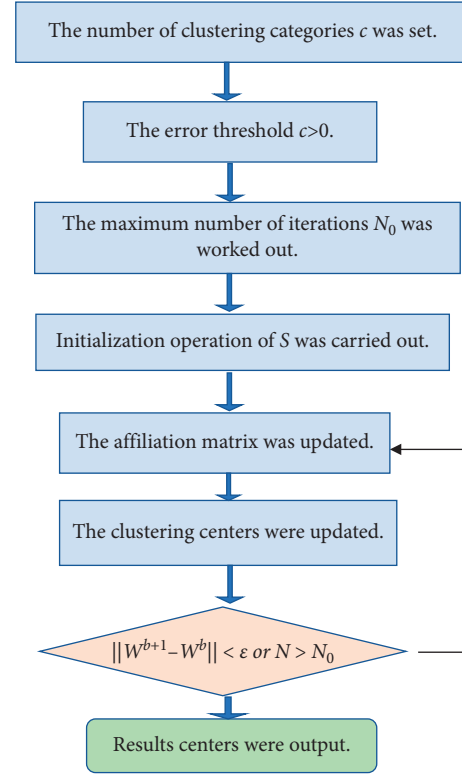 The number of clustering categories c was set.
The error threshold c>0.
The maximum number of iterations N₀ was
worked out.
Initialization operation of S was carried out.
The affiliation matrix was updated.
The clustering centers were updated.
||Wᵇ⁺¹–Wᵇ|| < ε or N > N₀
Results centers were output.